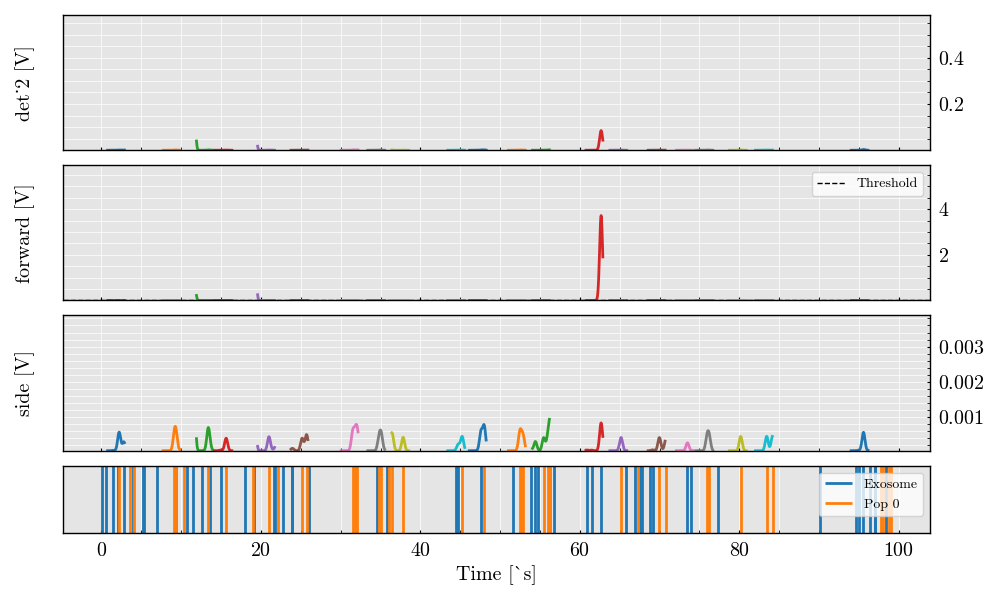 det˙2 [V]
0.4
0.2
forward [V]
Threshold
4
2
side [V]
0.003
0.002
0.001
Exosome
Pop 0
0 20 40 60 80 100
Time [`s]